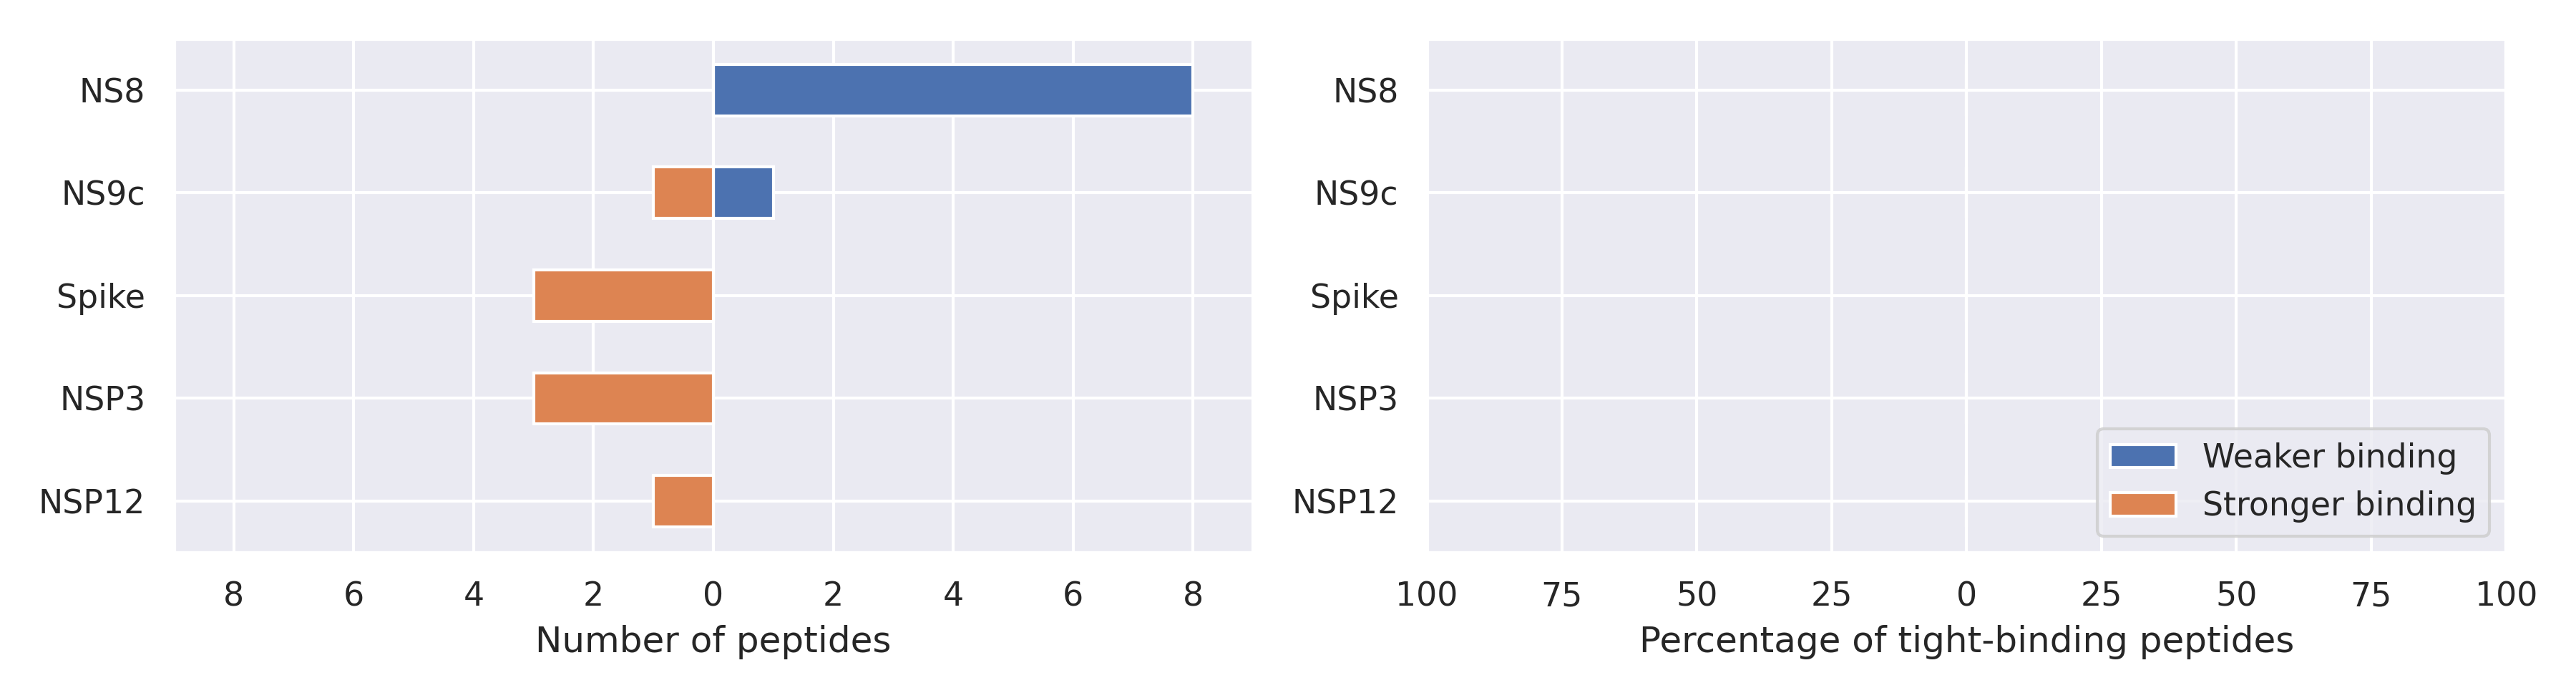 NS8
NS9c
Spike
NSP3
NSP12
8 6 4 2 0 2 4 6 8
Number of peptides
NS8
NS9c
Spike
NSP3
NSP12
Weaker binding
Stronger binding
100 75 50 25 0 25 50 75 100
Percentage of tight-binding peptides